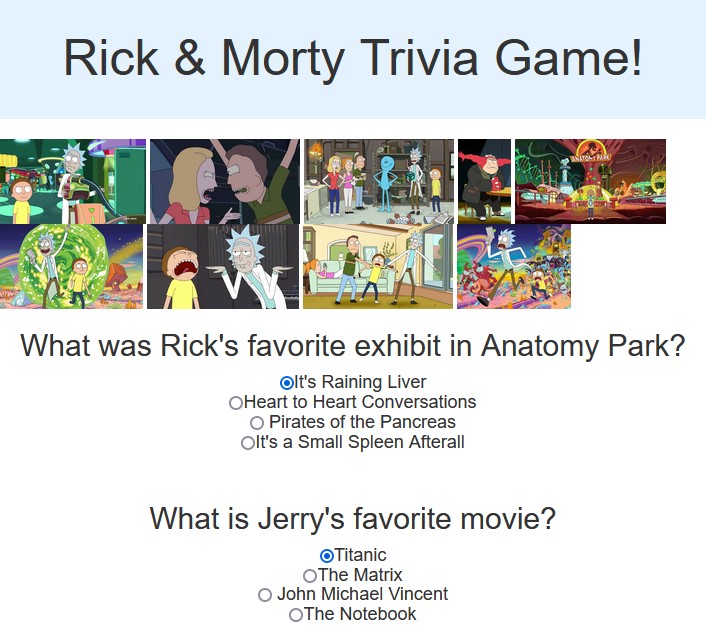 Rick & Morty Trivia Game!
ANATOMY PARK
What was Rick's favorite exhibit in Anatomy Park?
It's Raining Liver
Heart to Heart Conversations
Pirates of the Pancreas
It's a Small Spleen Afterall
What is Jerry's favorite movie?
Titanic
The Matrix
John Michael Vincent
The Notebook